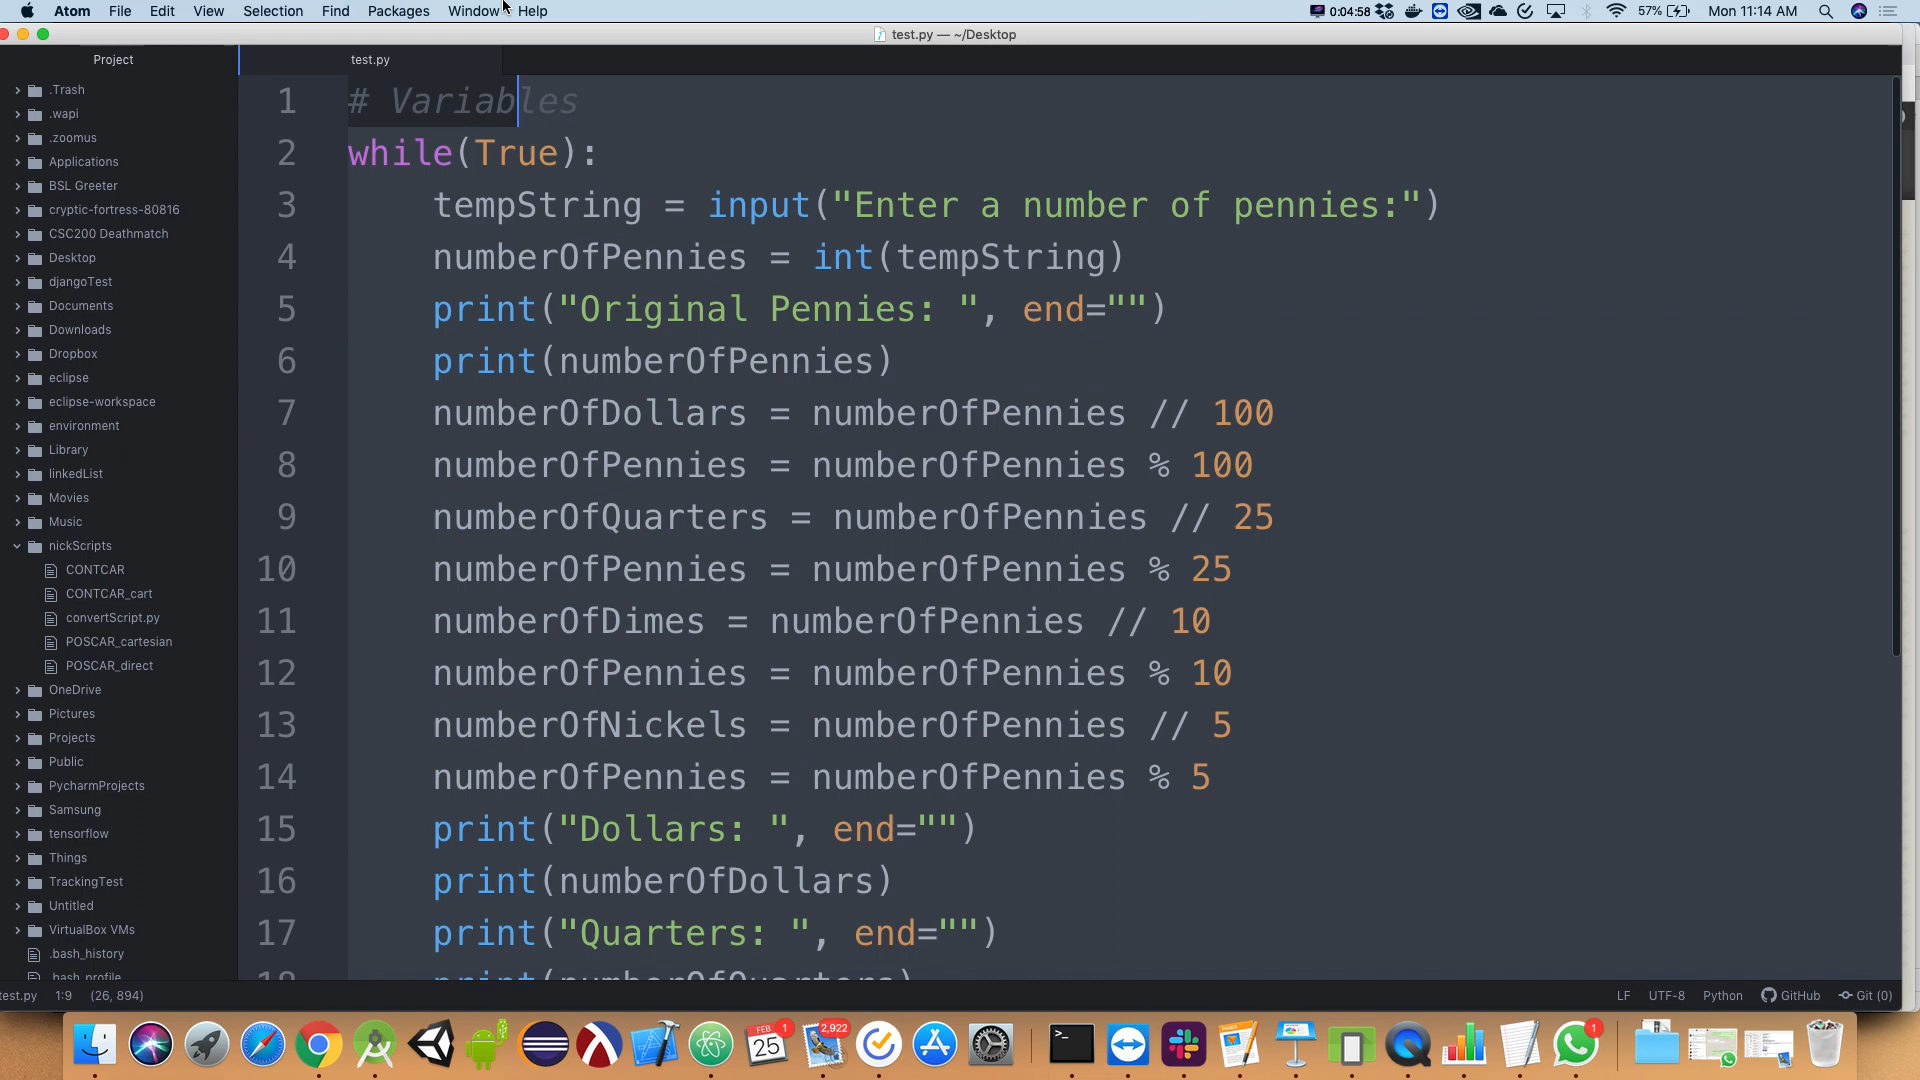 Atom File Edit View Selection Find Packages Window Help
0:04:58 57% Mon 11:14 AM
test.py — ~/Desktop
Project
test.py
.Trash
.wapi
.zoomus
Applications
BSL Greeter
cryptic-fortress-80816
CSC200 Deathmatch
Desktop
djangoTest
Documents
Downloads
Dropbox
eclipse
eclipse-workspace
environment
Library
linkedList
Movies
Music
nickScripts
CONTCAR
CONTCAR_cart
convertScript.py
POSCAR_cartesian
POSCAR_direct
OneDrive
Pictures
Projects
Public
PycharmProjects
Samsung
tensorflow
Things
TrackingTest
Untitled
VirtualBox VMs
.bash_history
.bash_profile
1 # Variables
2 while(True):
3 tempString = input("Enter a number of pennies:")
4 numberOfPennies = int(tempString)
5 print("Original Pennies: ", end="")
6 print(numberOfPennies)
7 numberOfDollars = numberOfPennies // 100
8 numberOfPennies = numberOfPennies % 100
9 numberOfQuarters = numberOfPennies // 25
10 numberOfPennies = numberOfPennies % 25
11 numberOfDimes = numberOfPennies // 10
12 numberOfPennies = numberOfPennies % 10
13 numberOfNickels = numberOfPennies // 5
14 numberOfPennies = numberOfPennies % 5
15 print("Dollars: ", end="")
16 print(numberOfDollars)
17 print("Quarters: ", end="")
18 print(numberOfQuarters)
test.py 1:9 (26, 894)
LF UTF-8 Python GitHub Git (0)
FEB 25 1
2,922
>_
1